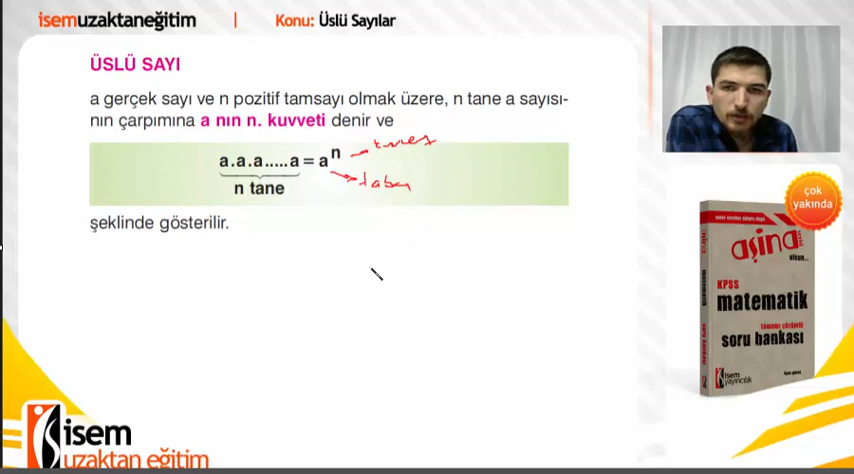 isemuzaktaneğitim | Konu: Üslü Sayılar
ÜSLÜ SAYI
a gerçek sayı ve n pozitif tamsayı olmak üzere, n tane a sayısı-
nın çarpımına a nın n. kuvveti denir ve
a.a.a.....a = aⁿ
n tane
taban
şeklinde gösterilir.
çok
yakında
aşina
olsun...
KPSS
matematik
tamamı çözümlü
soru bankası
isem
yayıncılık
isem
uzaktan eğitim